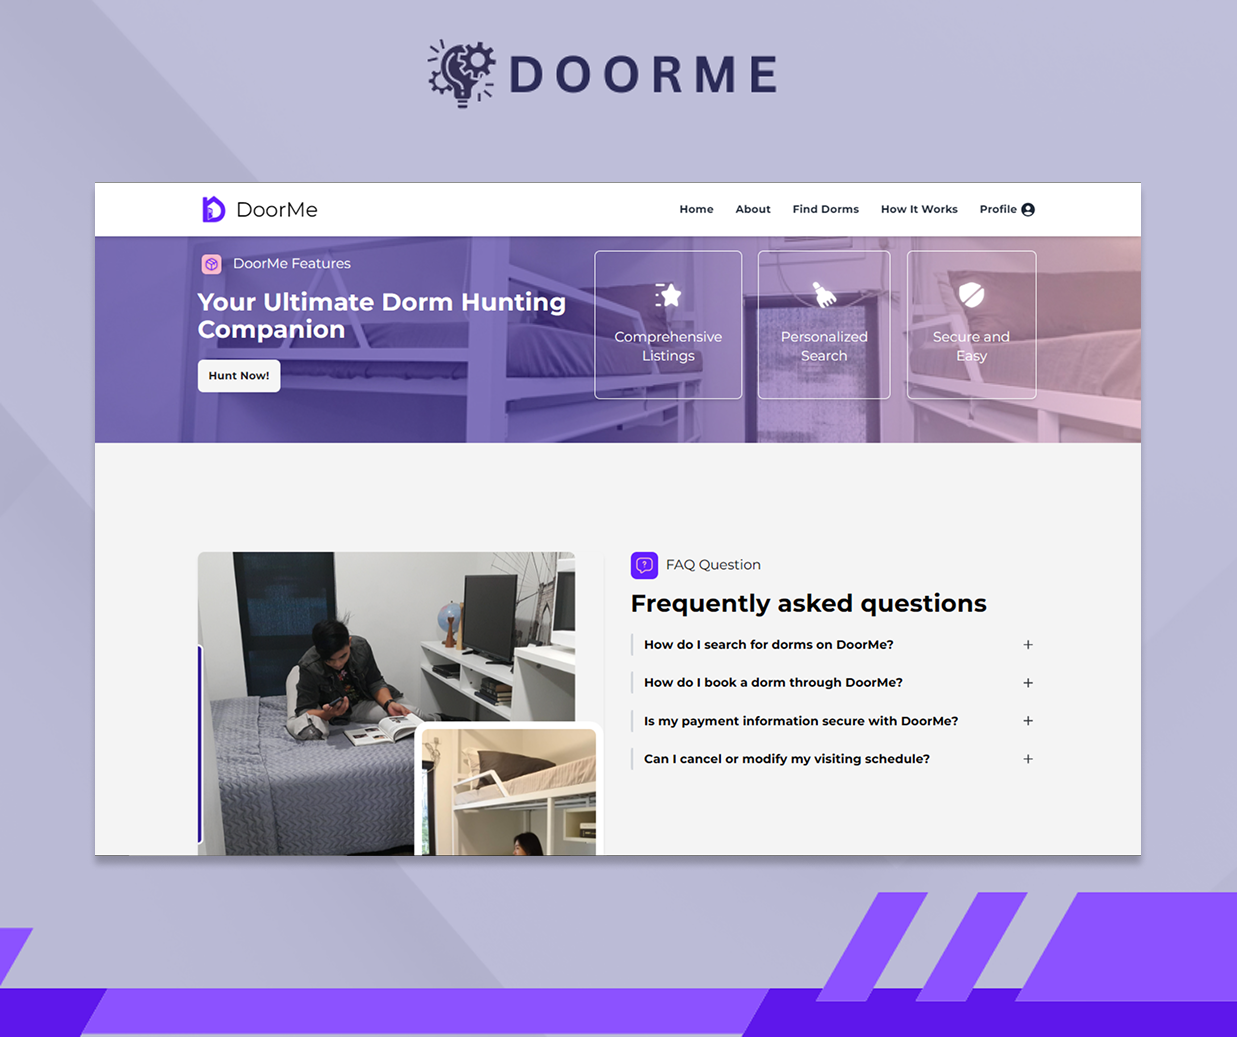 DOORME
DoorMe
Home About Find Dorms How It Works Profile
DoorMe Features
Your Ultimate Dorm Hunting
Companion
Hunt Now!
Comprehensive
Listings
Personalized
Search
Secure and
Easy
FAQ Question
Frequently asked questions
How do I search for dorms on DoorMe?
How do I book a dorm through DoorMe?
Is my payment information secure with DoorMe?
Can I cancel or modify my visiting schedule?